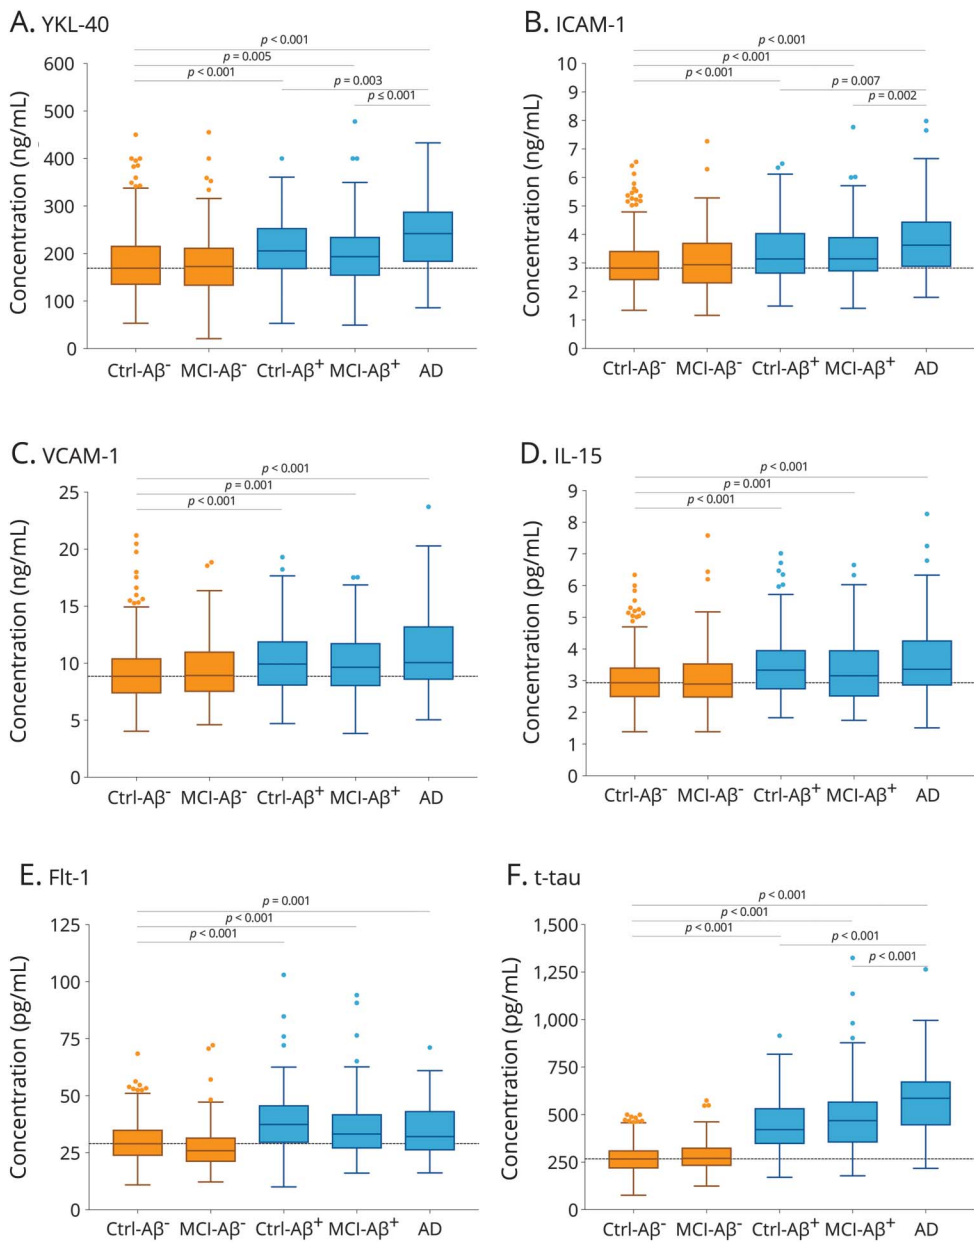 A. YKL-40
p < 0.001
p = 0.005
p < 0.001
p = 0.003
p ≤ 0.001
Concentration (ng/mL)
600
500
400
300
200
100
0
Ctrl-Aβ⁻ MCI-Aβ⁻ Ctrl-Aβ⁺ MCI-Aβ⁺ AD
B. ICAM-1
p < 0.001
p < 0.001
p < 0.001
p = 0.007
p = 0.002
Concentration (ng/mL)
10
9
8
7
6
5
4
3
2
1
0
Ctrl-Aβ⁻ MCI-Aβ⁻ Ctrl-Aβ⁺ MCI-Aβ⁺ AD
C. VCAM-1
p < 0.001
p = 0.001
p < 0.001
Concentration (ng/mL)
25
20
15
10
5
0
Ctrl-Aβ⁻ MCI-Aβ⁻ Ctrl-Aβ⁺ MCI-Aβ⁺ AD
D. IL-15
p < 0.001
p = 0.001
p < 0.001
Concentration (pg/mL)
9
8
7
6
5
4
3
2
1
0
Ctrl-Aβ⁻ MCI-Aβ⁻ Ctrl-Aβ⁺ MCI-Aβ⁺ AD
E. Flt-1
p = 0.001
p < 0.001
p < 0.001
Concentration (pg/mL)
125
100
75
50
25
0
Ctrl-Aβ⁻ MCI-Aβ⁻ Ctrl-Aβ⁺ MCI-Aβ⁺ AD
F. t-tau
p < 0.001
p < 0.001
p < 0.001
p < 0.001
p < 0.001
Concentration (pg/mL)
1,500
1,250
1,000
750
500
250
0
Ctrl-Aβ⁻ MCI-Aβ⁻ Ctrl-Aβ⁺ MCI-Aβ⁺ AD